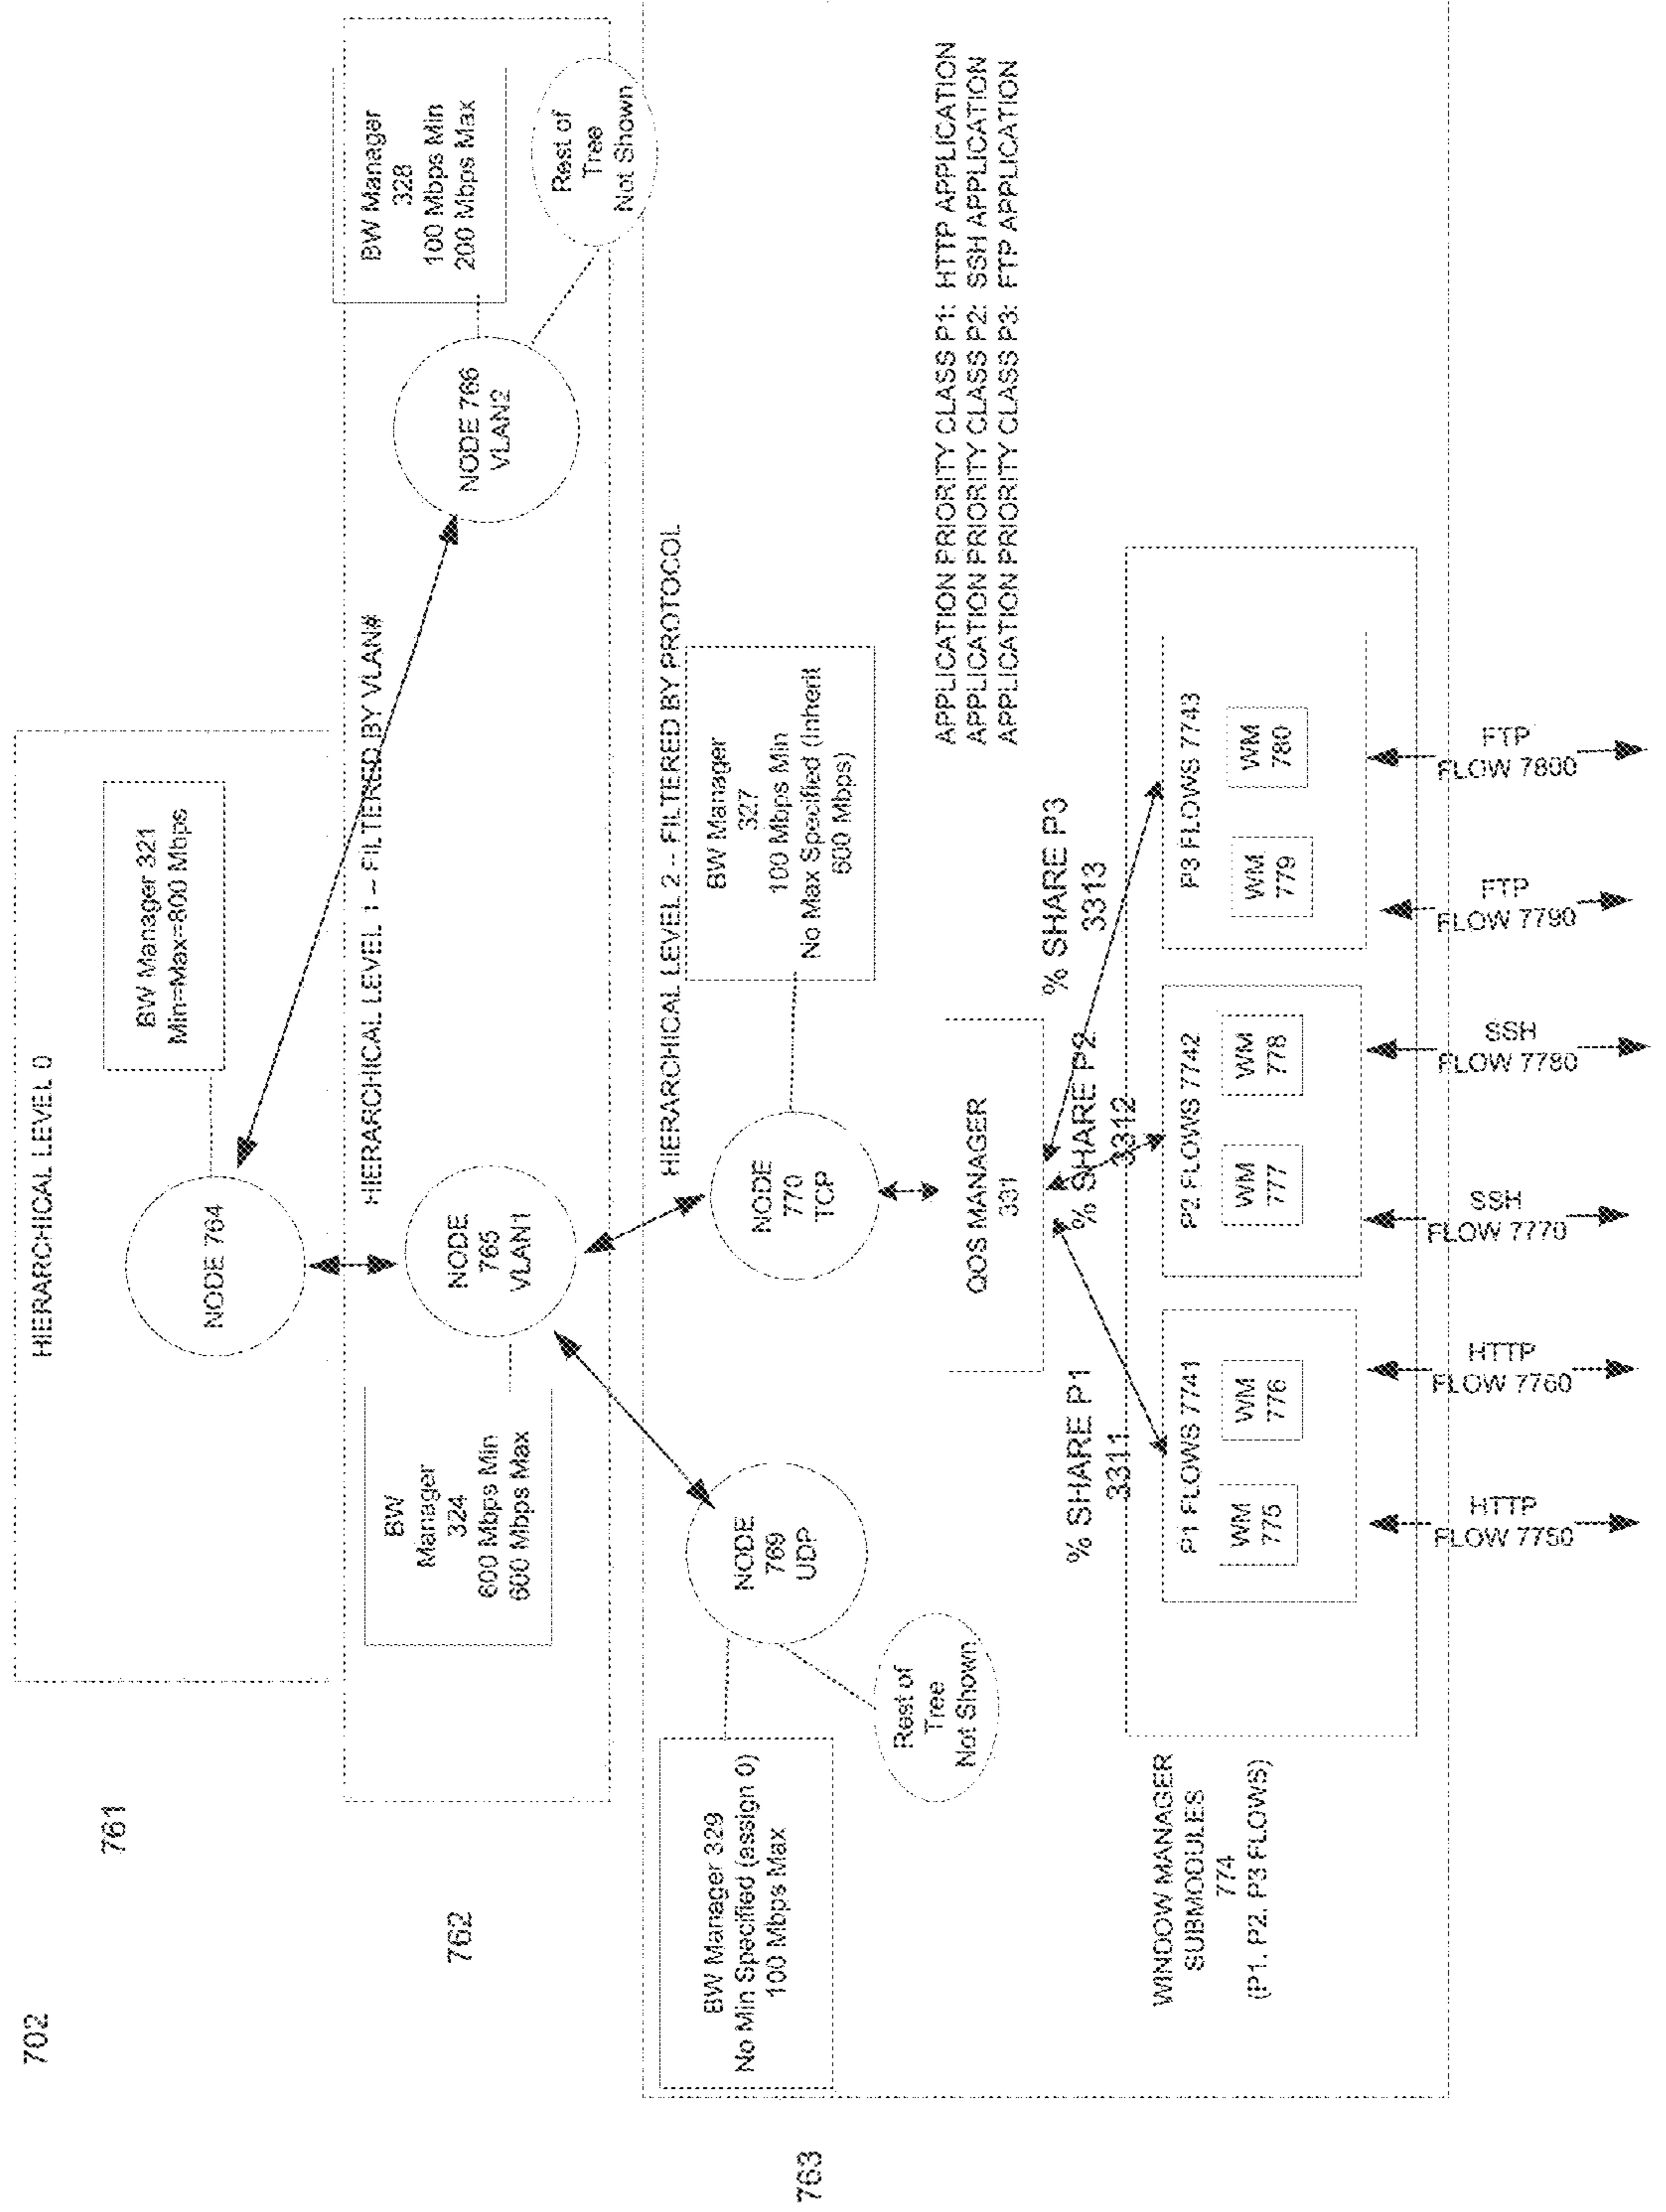 702
761
HIERARCHICAL LEVEL 0
NODE 764
BW Manager 321
Min=Max=800 Mbps
762
HIERARCHICAL LEVEL 1 -- FILTERED BY VLAN#
BW
Manager
324
600 Mbps Min
600 Mbps Max
NODE
765
VLAN1
NODE 766
VLAN2
BW Manager
328
100 Mbps Min
200 Mbps Max
Rest of
Tree
Not Shown
763
HIERARCHICAL LEVEL 2 -- FILTERED BY PROTOCOL
BW Manager 329
No Min Specified (assign 0)
100 Mbps Max
NODE
769
UDP
Rest of
Tree
Not Shown
NODE
770
TCP
BW Manager
327
100 Mbps Min
No Max Specified (Inherit
600 Mbps)
APPLICATION PRIORITY CLASS P1: HTTP APPLICATION
APPLICATION PRIORITY CLASS P2: SSH APPLICATION
APPLICATION PRIORITY CLASS P3: FTP APPLICATION
QOS MANAGER
331
% SHARE P1
3311
% SHARE P2
3312
% SHARE P3
3313
WINDOW MANAGER
SUBMODULES
774
(P1, P2, P3 FLOWS)
P1 FLOWS 7741
WM
775
WM
776
P2 FLOWS 7742
WM
777
WM
778
P3 FLOWS 7743
WM
779
WM
780
HTTP
FLOW 7750
HTTP
FLOW 7760
SSH
FLOW 7770
SSH
FLOW 7780
FTP
FLOW 7790
FTP
FLOW 7800